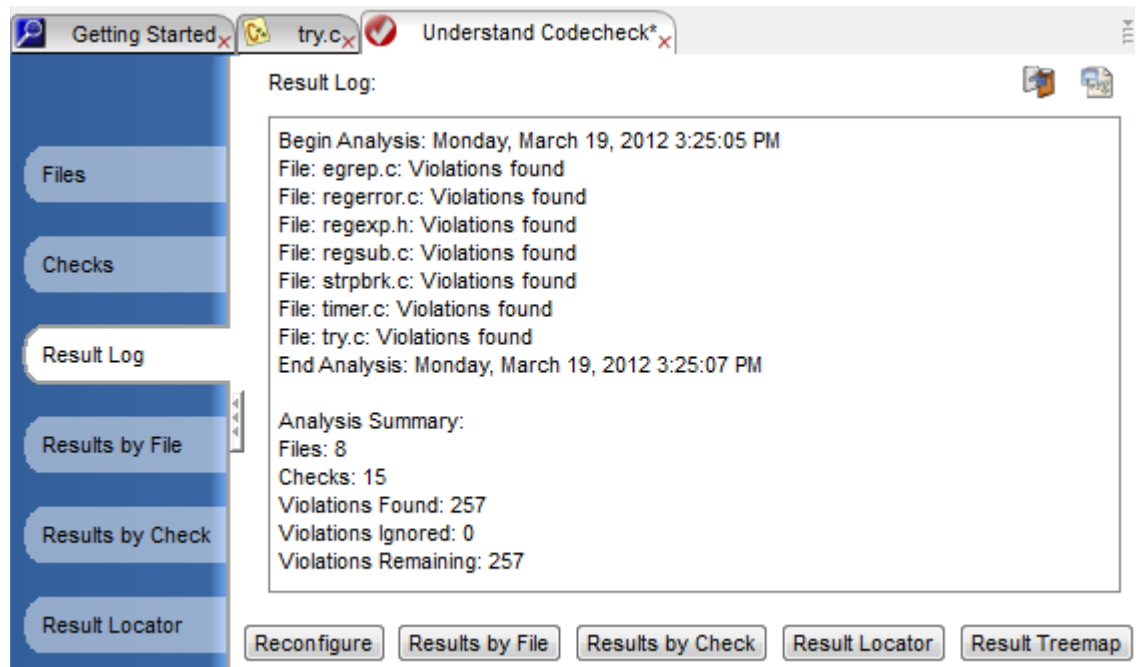 Getting Started
try.c
Understand Codecheck*
Result Log:
Files
Checks
Result Log
Results by File
Results by Check
Result Locator
Begin Analysis: Monday, March 19, 2012 3:25:05 PM
File: egrep.c: Violations found
File: regerror.c: Violations found
File: regexp.h: Violations found
File: regsub.c: Violations found
File: strpbrk.c: Violations found
File: timer.c: Violations found
File: try.c: Violations found
End Analysis: Monday, March 19, 2012 3:25:07 PM
Analysis Summary:
Files: 8
Checks: 15
Violations Found: 257
Violations Ignored: 0
Violations Remaining: 257
Reconfigure
Results by File
Results by Check
Result Locator
Result Treemap